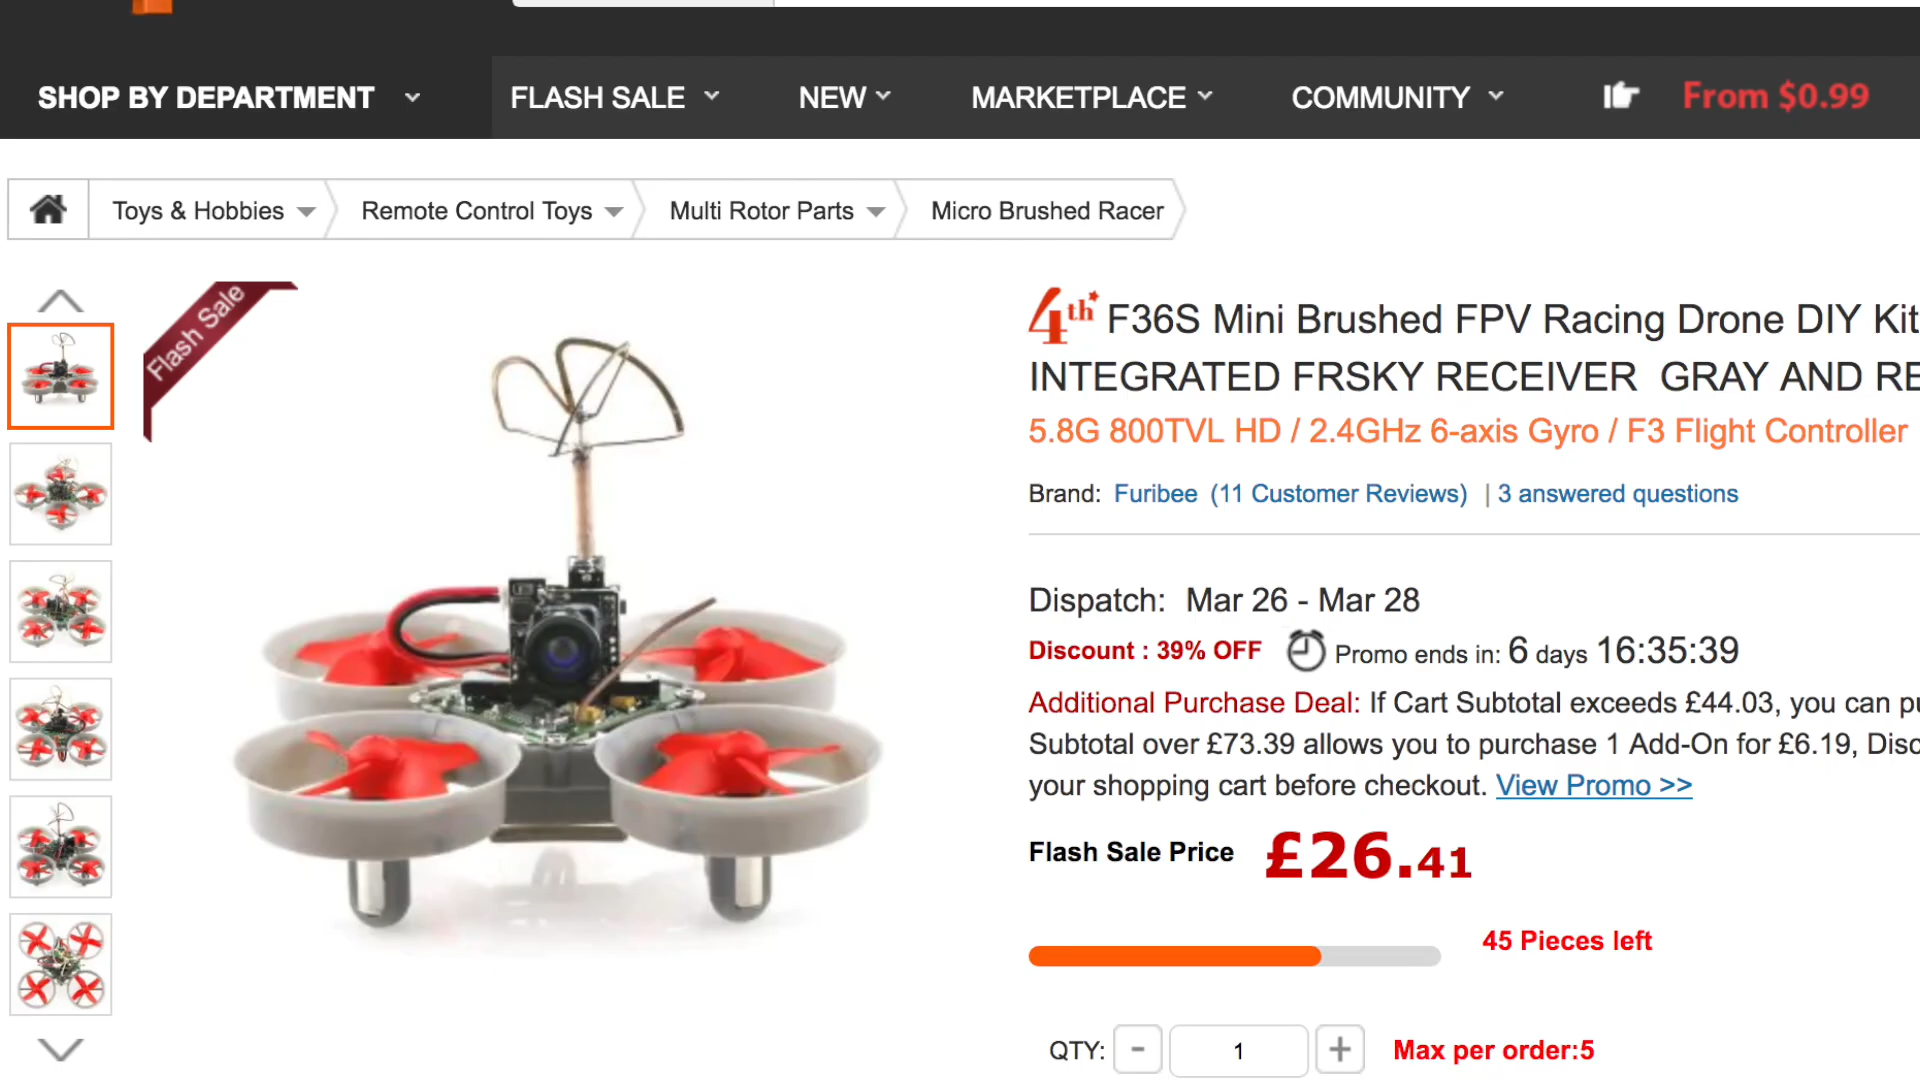 SHOP BY DEPARTMENT
FLASH SALE
NEW
MARKETPLACE
COMMUNITY
From $0.99
Toys & Hobbies
Remote Control Toys
Multi Rotor Parts
Micro Brushed Racer
Flash Sale
4th F36S Mini Brushed FPV Racing Drone DIY Kit
INTEGRATED FRSKY RECEIVER GRAY AND RE
5.8G 800TVL HD / 2.4GHz 6-axis Gyro / F3 Flight Controller
Brand: Furibee (11 Customer Reviews) | 3 answered questions
Dispatch: Mar 26 - Mar 28
Discount : 39% OFF Promo ends in: 6 days 16:35:39
Additional Purchase Deal: If Cart Subtotal exceeds £44.03, you can pu
Subtotal over £73.39 allows you to purchase 1 Add-On for £6.19, Disc
your shopping cart before checkout. View Promo >>
Flash Sale Price £26.41
45 Pieces left
QTY: - 1 + Max per order:5